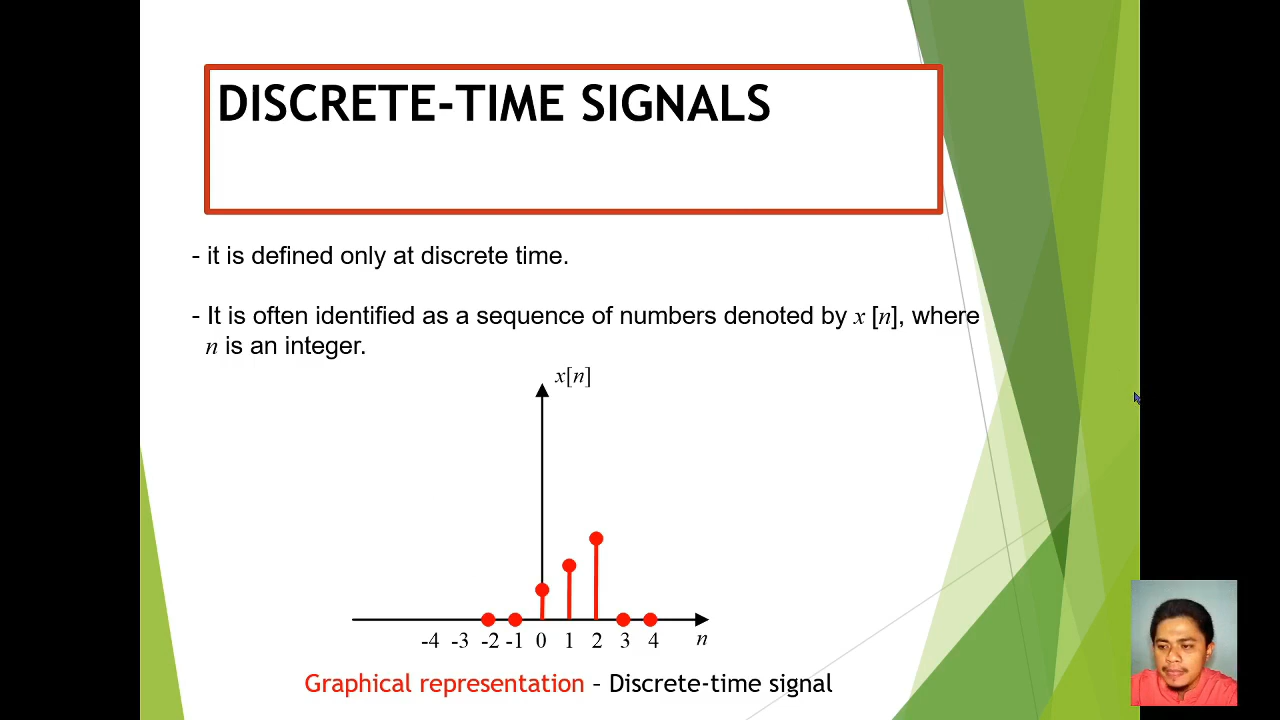 DISCRETE-TIME SIGNALS
- it is defined only at discrete time.
- It is often identified as a sequence of numbers denoted by x [n], where
n is an integer.
x[n]
-4 -3 -2 -1 0 1 2 3 4 n
Graphical representation – Discrete-time signal